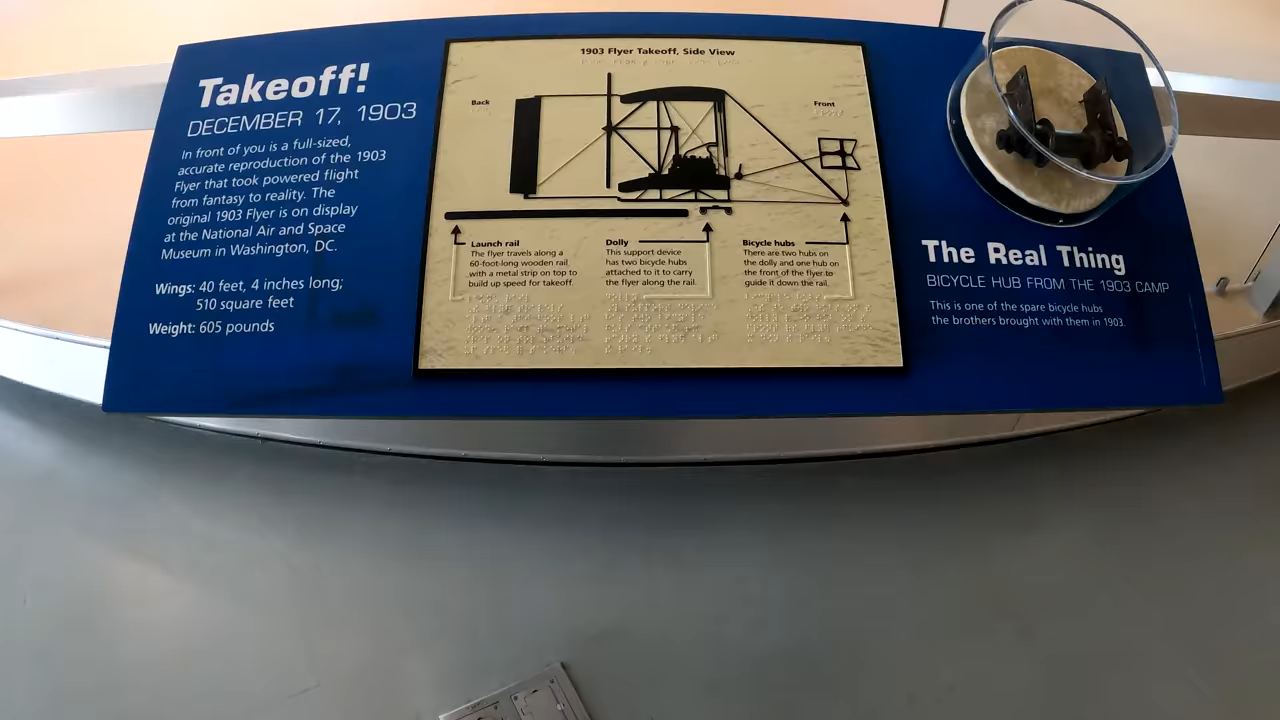 Takeoff!
DECEMBER 17, 1903
In front of you is a full-sized,
accurate reproduction of the 1903
Flyer that took powered flight
from fantasy to reality. The
original 1903 Flyer is on display
at the National Air and Space
Museum in Washington, DC.
Wings: 40 feet, 4 inches long;
510 square feet
Weight: 605 pounds
1903 Flyer Takeoff, Side View
Back
Front
Launch rail
The flyer travels along a
60-foot-long wooden rail
with a metal strip on top to
build up speed for takeoff.
Dolly
This support device
has two bicycle hubs
attached to it to carry
the flyer along the rail.
Bicycle hubs
There are two hubs on
the dolly and one hub on
the front of the flyer to
guide it down the rail.
The Real Thing
BICYCLE HUB FROM THE 1903 CAMP
This is one of the spare bicycle hubs
the brothers brought with them in 1903.